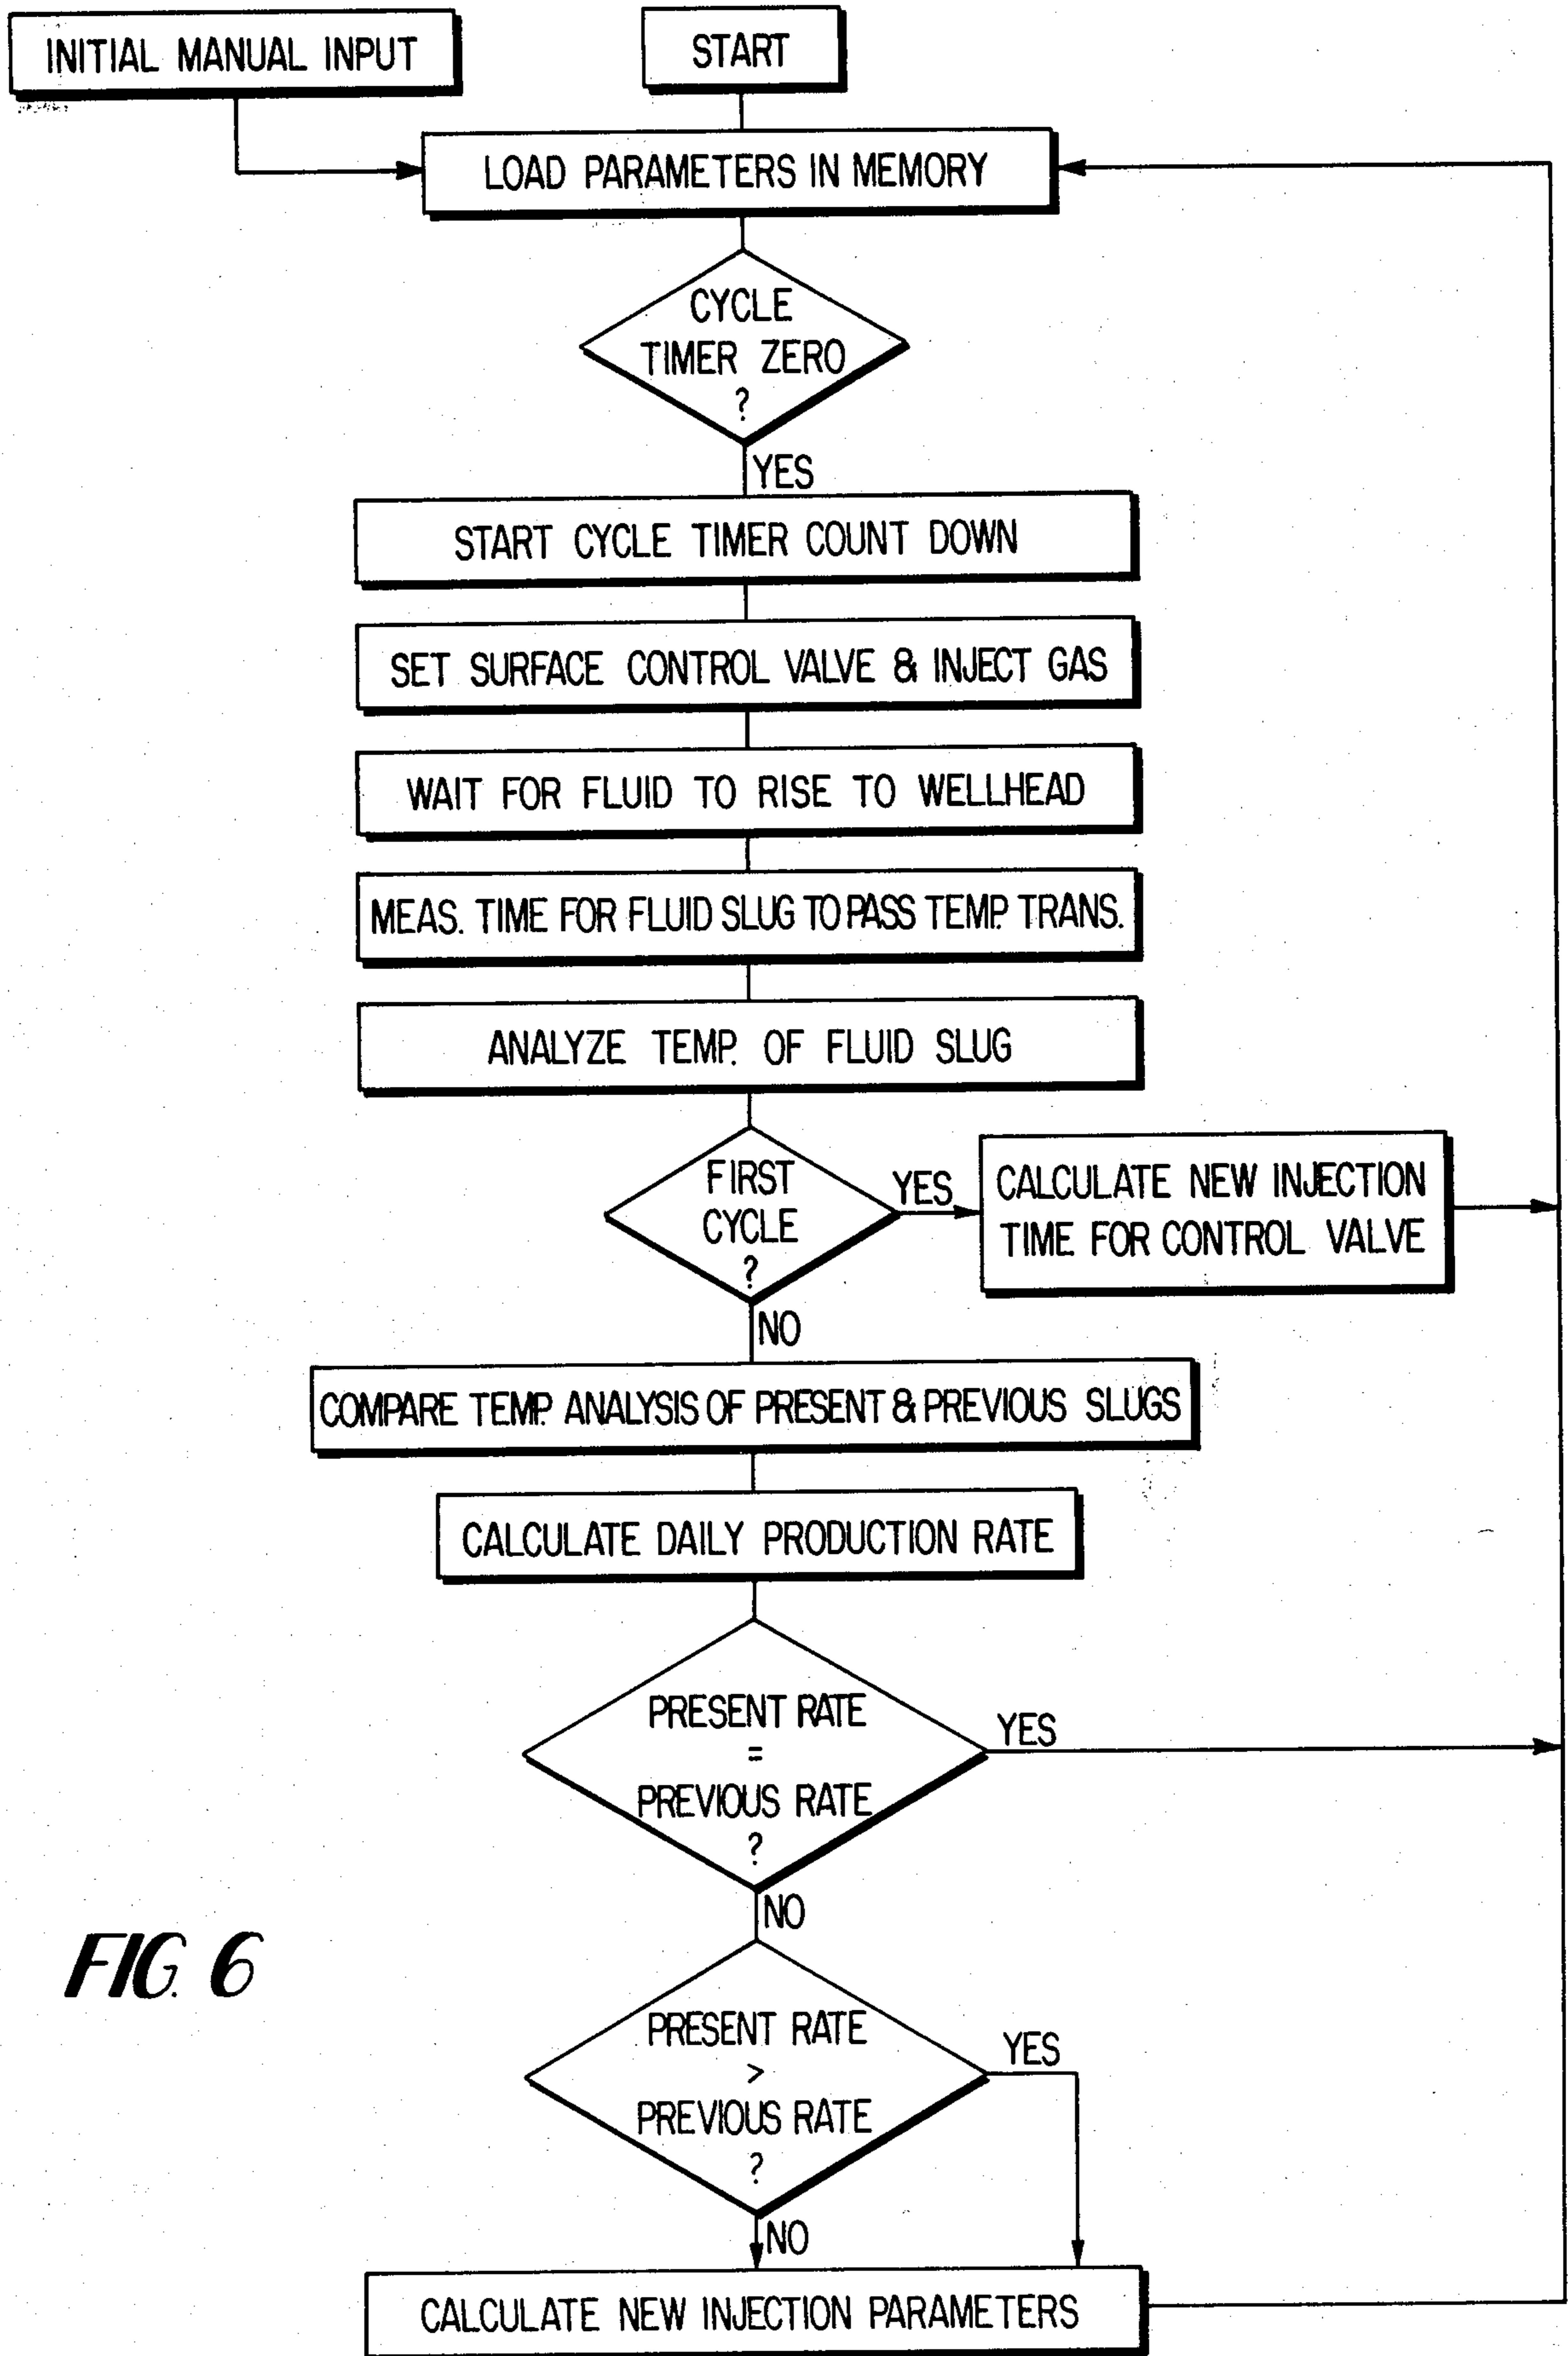 INITIAL MANUAL INPUT
START
LOAD PARAMETERS IN MEMORY
CYCLE
TIMER ZERO
?
YES
START CYCLE TIMER COUNT DOWN
SET SURFACE CONTROL VALVE & INJECT GAS
WAIT FOR FLUID TO RISE TO WELLHEAD
MEAS. TIME FOR FLUID SLUG TO PASS TEMP. TRANS.
ANALYZE TEMP. OF FLUID SLUG
FIRST
CYCLE
?
YES
CALCULATE NEW INJECTION
TIME FOR CONTROL VALVE
NO
COMPARE TEMP. ANALYSIS OF PRESENT & PREVIOUS SLUGS
CALCULATE DAILY PRODUCTION RATE
PRESENT RATE
=
PREVIOUS RATE
?
YES
NO
PRESENT RATE
>
PREVIOUS RATE
?
YES
NO
CALCULATE NEW INJECTION PARAMETERS
FIG. 6